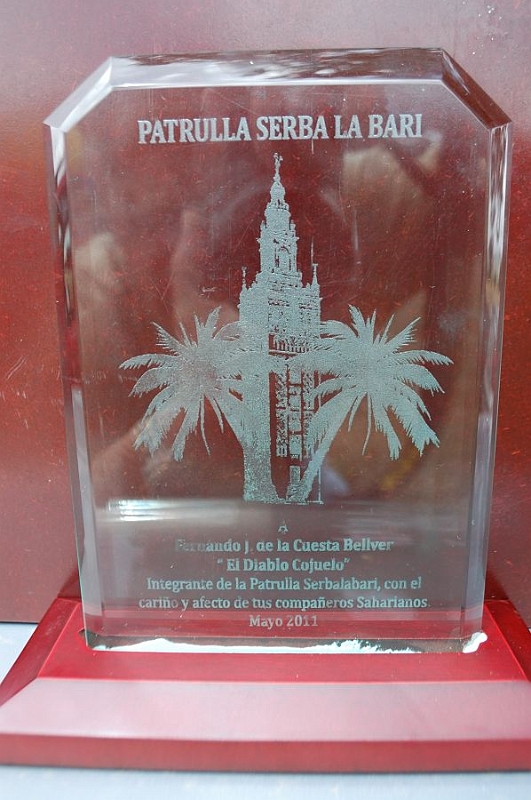 PATRULLA SERBA LA BARI
A
Fernando J. de la Cuesta Bellver
" El Diablo Cojuelo"
Integrante de la Patrulla Serbalabari, con el
cariño y afecto de tus compañeros Saharianos.
Mayo 2011